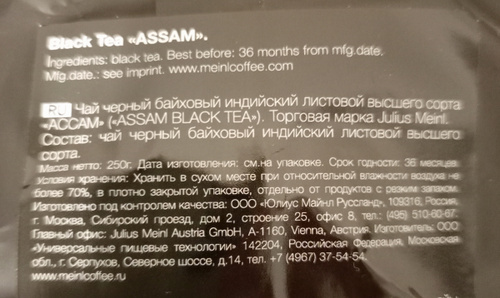 Black Tea «ASSAM».
Ingredients: black tea. Best before: 36 months from mfg.date.
Mfg.date.: see imprint. www.meinlcoffee.com
RU Чай черный байховый индийский листовой высшего сорта
«АССАМ» («ASSAM BLACK TEA»). Торговая марка Julius Meinl.
Состав: чай черный байховый индийский листовой высшего
сорта.
Масса нетто: 250г. Дата изготовления: см.на упаковке. Срок годности: 36 месяцев.
Условия хранения: Хранить в сухом месте при относительной влажности воздуха не
более 70%, в плотно закрытой упаковке, отдельно от продуктов с резким запахом.
Изготовлено под контролем качества: ООО «Юлиус Майнл Руссланд», 109316, Россия,
г. Москва, Сибирский проезд, дом 2, строение 25, офис 8, тел.: (495) 510-60-67.
Главный офис: Julius Meinl Austria GmbH, A-1160, Vienna, Австрия. Изготовитель: ООО
«Универсальные пищевые технологии» 142204, Российская Федерация, Московская
обл., г. Серпухов, Северное шоссе, д.14, тел. +7 (4967) 37-54-54.
www.meinlcoffee.ru